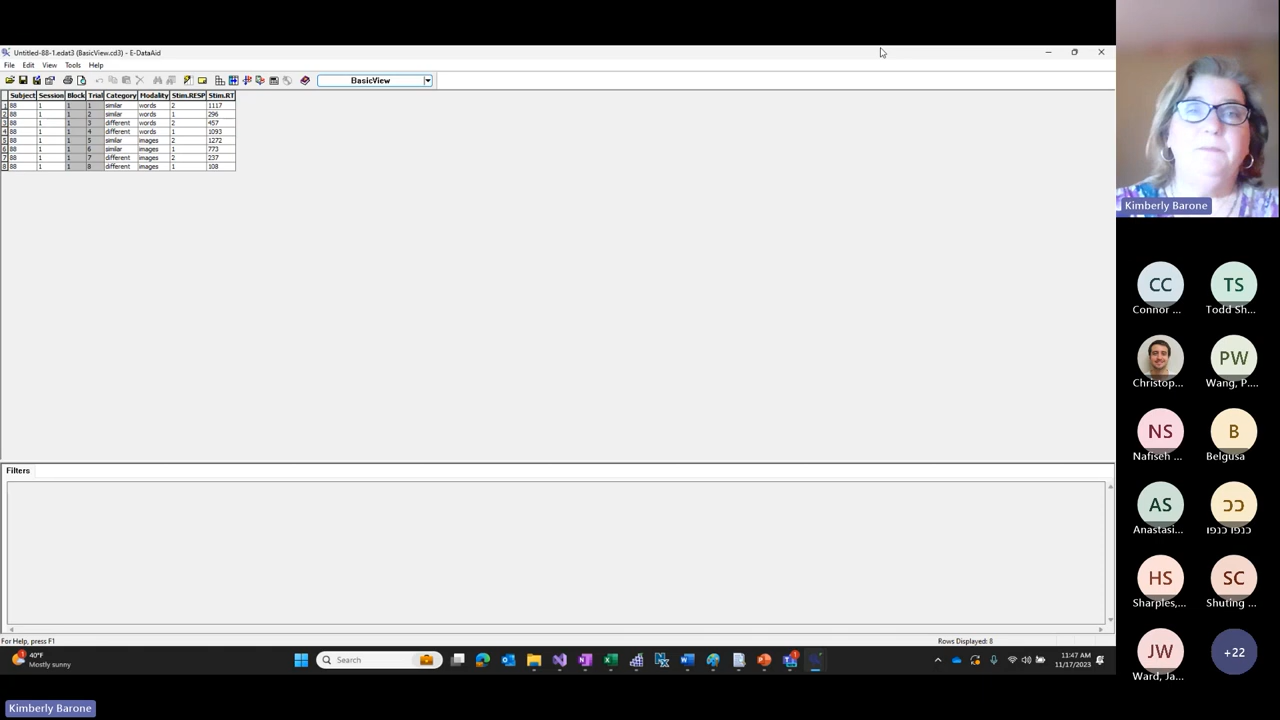 Untitled-88-1.edat3 (BasicView.cd3) - E-DataAid
File Edit View Tools Help
BasicView
Subject Session Block Trial Category Modality Stim.RESP Stim.RT
1 88 1 1 1 similar words 2 1117
2 88 1 1 2 similar words 1 296
3 88 1 1 3 different words 2 457
4 88 1 1 4 different words 1 1093
5 88 1 1 5 similar images 2 1272
6 88 1 1 6 similar images 1 773
7 88 1 1 7 different images 2 237
8 88 1 1 8 different images 1 108
Filters
For Help, press F1
Rows Displayed: 8
40°F
Mostly sunny
Search
11:47 AM
11/17/2023
Kimberly Barone
CC TS
Connor ... Todd Sh...
PW
Christop... Wang, P....
NS B
Nafiseh ... Belgusa
AS ככ
Anastasi... כנפו כנפו
HS SC
Sharples,... Shuting ...
JW +22
Ward, Ja...
Kimberly Barone